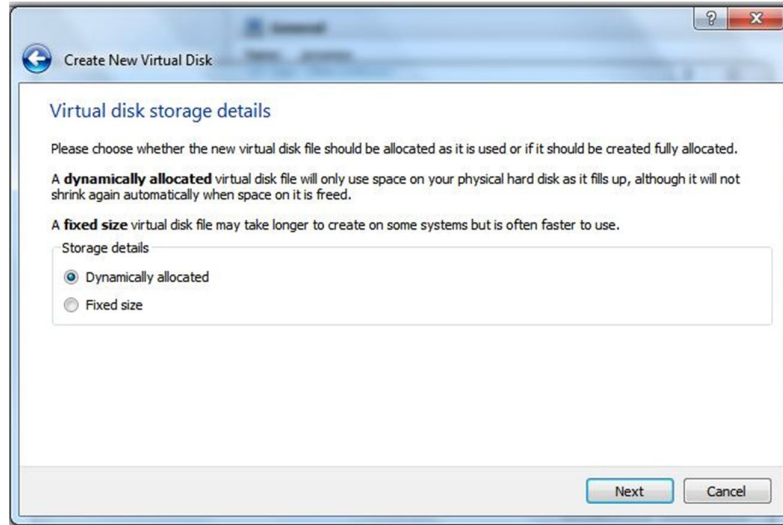 General
?
Create New Virtual Disk
Virtual disk storage details
Please choose whether the new virtual disk file should be allocated as it is used or if it should be created fully allocated.
A dynamically allocated virtual disk file will only use space on your physical hard disk as it fills up, although it will not
shrink again automatically when space on it is freed.
A fixed size virtual disk file may take longer to create on some systems but is often faster to use.
Storage details
Dynamically allocated
Fixed size
Next
Cancel